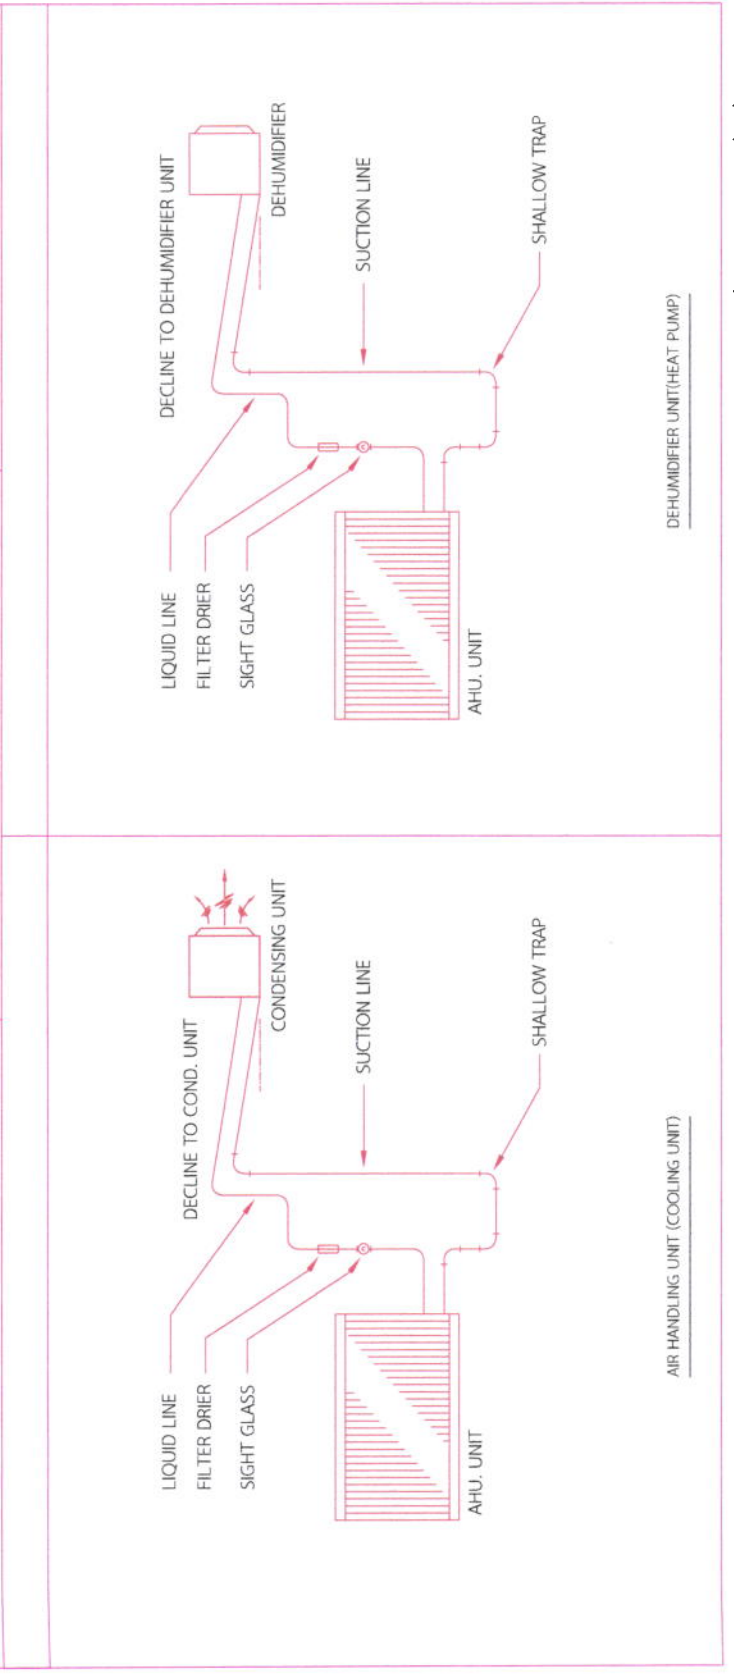 DECLINE TO COND. UNIT
CONDENSING UNIT
LIQUID LINE
FILTER DRIER
SIGHT GLASS
SUCTION LINE
AHU. UNIT
SHALLOW TRAP
AIR HANDLING UNIT (COOLING UNIT)
DECLINE TO DEHUMIDIFIER UNIT
DEHUMIDIFIER
LIQUID LINE
FILTER DRIER
SIGHT GLASS
SUCTION LINE
AHU. UNIT
SHALLOW TRAP
DEHUMIDIFIER UNIT(HEAT PUMP)